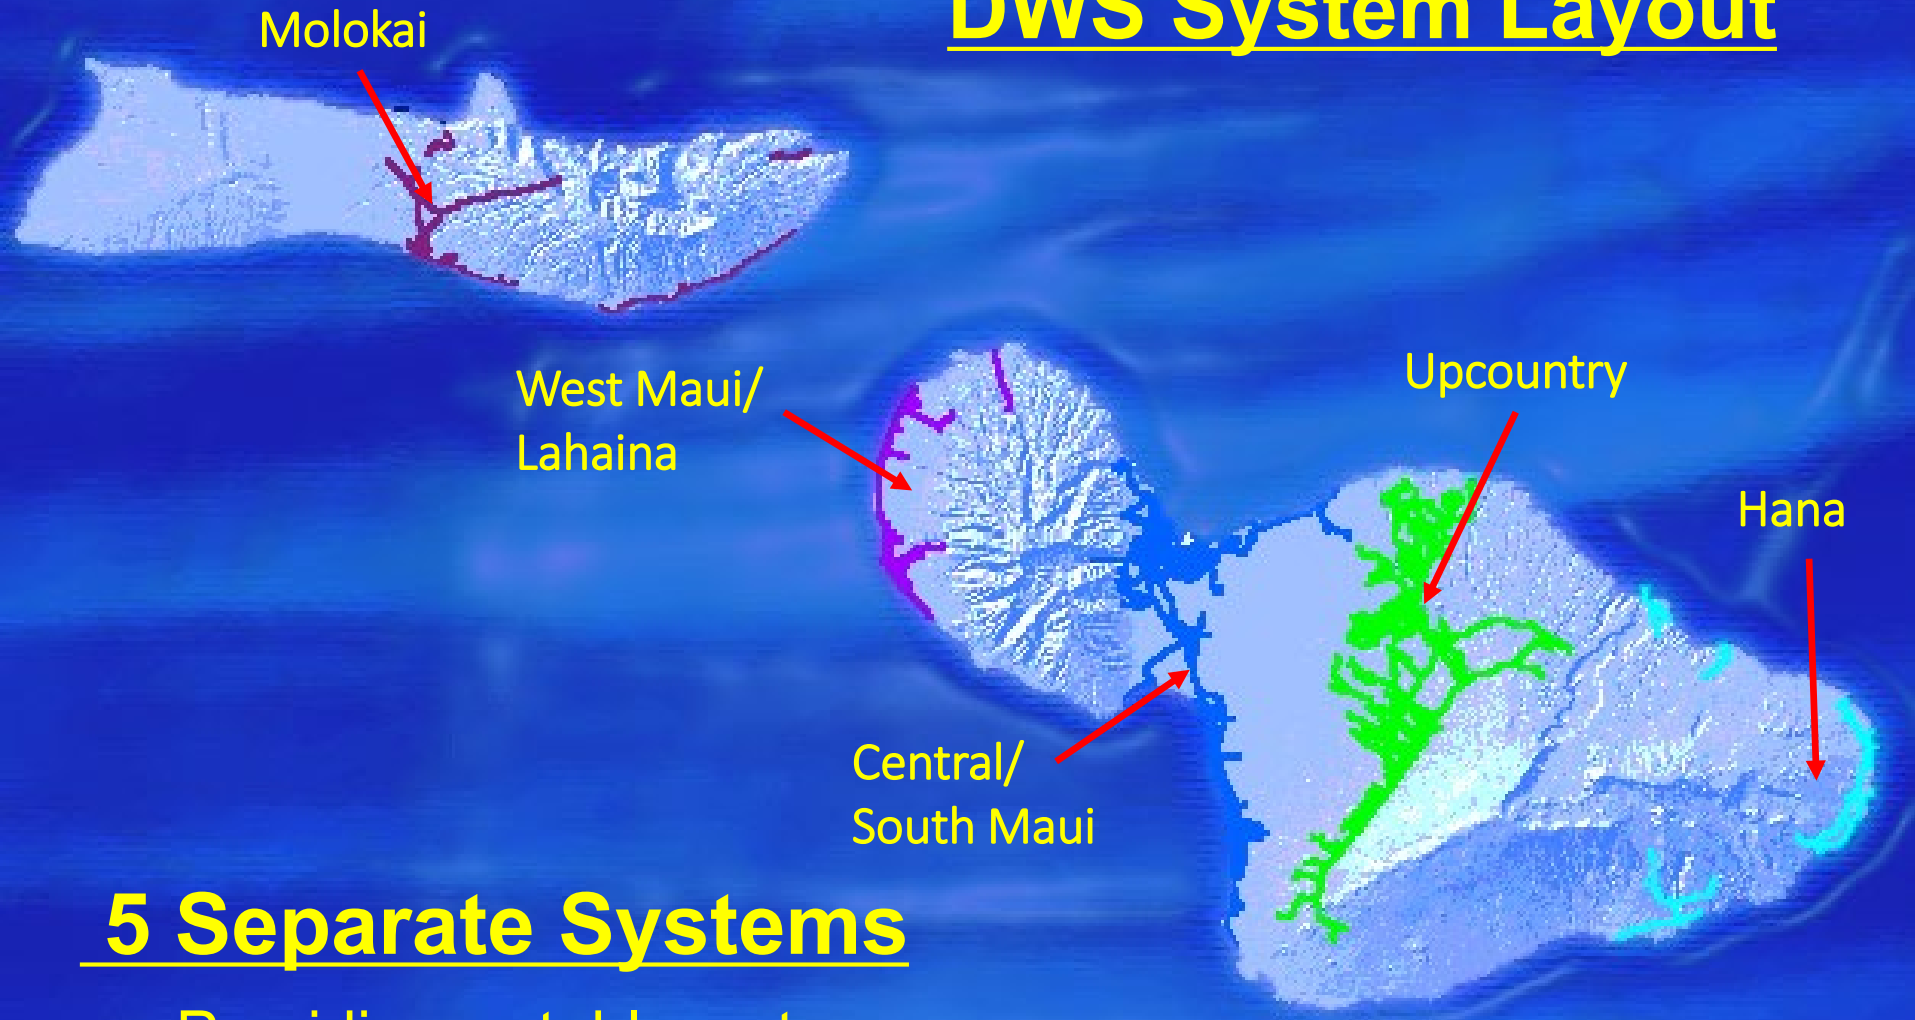 DWS System Layout
Molokai
West Maui/
Lahaina
Upcountry
Hana
Central/
South Maui
5 Separate Systems